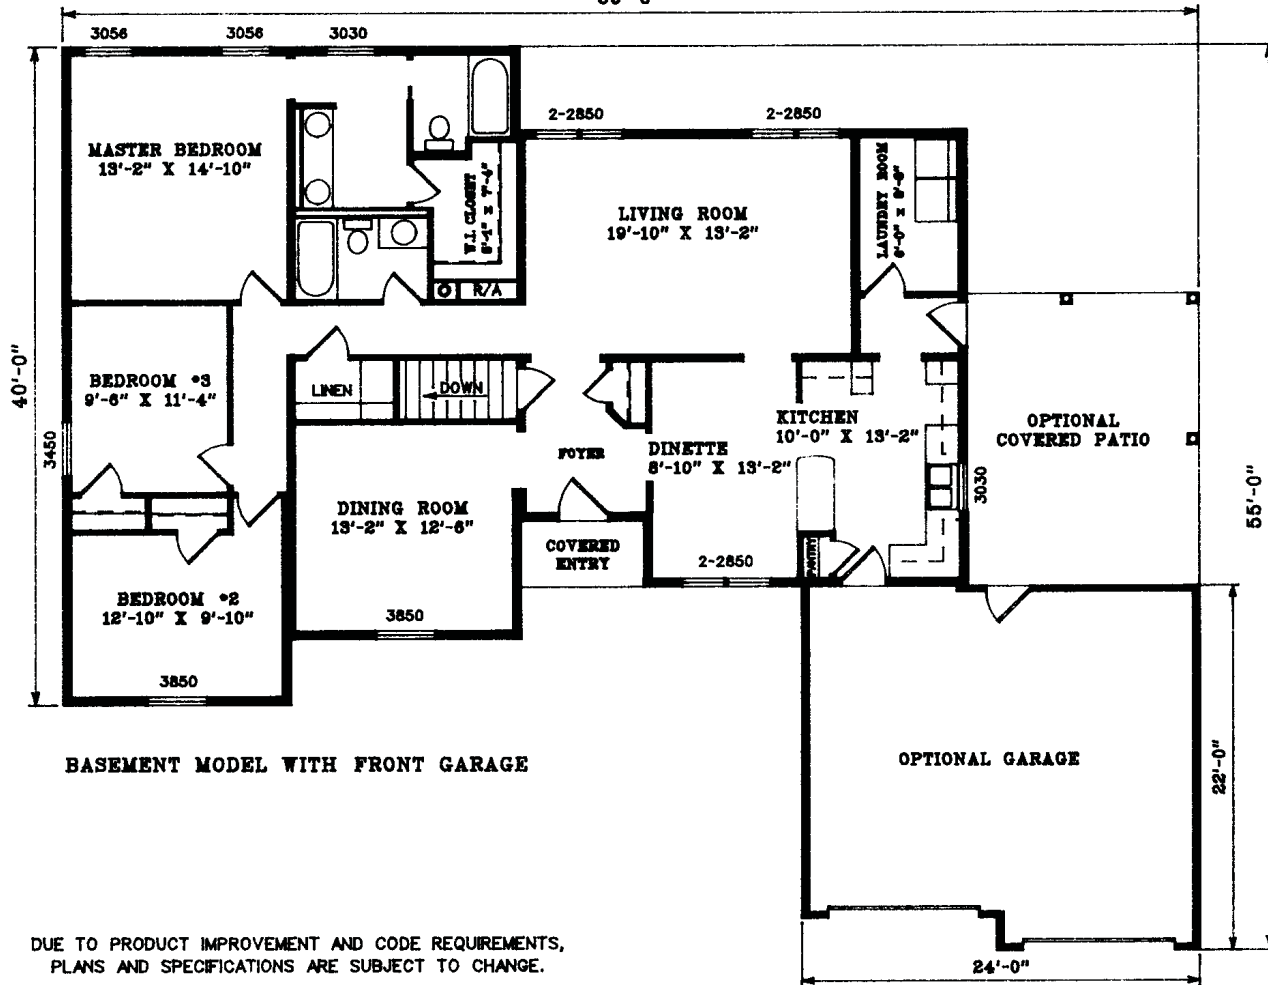 3056
3056
3030
MASTER BEDROOM
13'-2" X 14'-10"
2-2850
2-2850
W.I. CLOSET
LIVING ROOM
19'-10" X 13'-2"
LAUNDRY ROOM
R/A
40'-0"
BEDROOM #3
9'-6" X 11'-4"
LINEN
DOWN
3450
KITCHEN
10'-0" X 13'-2"
OPTIONAL
COVERED PATIO
FOYER
DINETTE
8'-10" X 13'-2"
3030
55'-0"
DINING ROOM
13'-2" X 12'-6"
COVERED
ENTRY
PANTRY
2-2850
BEDROOM #2
12'-10" X 9'-10"
3850
3850
BASEMENT MODEL WITH FRONT GARAGE
OPTIONAL GARAGE
22'-0"
DUE TO PRODUCT IMPROVEMENT AND CODE REQUIREMENTS,
PLANS AND SPECIFICATIONS ARE SUBJECT TO CHANGE.
24'-0"